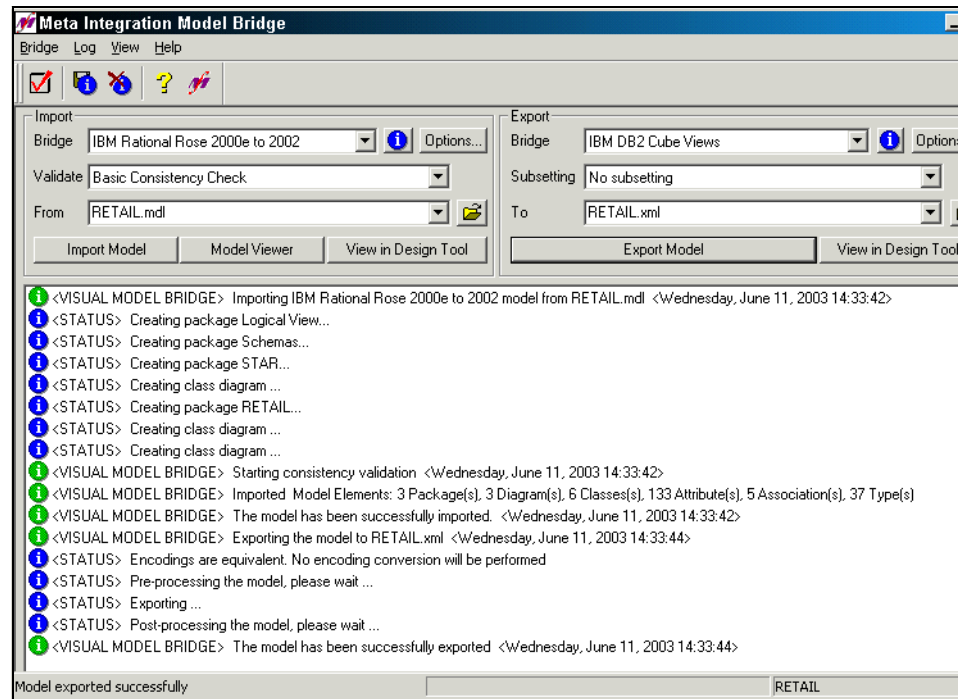 Meta Integration Model Bridge
Bridge Log View Help
Import
Bridge IBM Rational Rose 2000e to 2002 Options...
Validate Basic Consistency Check
From RETAIL.mdl
Import Model Model Viewer View in Design Tool
Export
Bridge IBM DB2 Cube Views Option
Subsetting No subsetting
To RETAIL.xml
Export Model View in Design Tool
<VISUAL MODEL BRIDGE> Importing IBM Rational Rose 2000e to 2002 model from RETAIL.mdl <Wednesday, June 11, 2003 14:33:42>
<STATUS> Creating package Logical View...
<STATUS> Creating package Schemas...
<STATUS> Creating package STAR...
<STATUS> Creating class diagram ...
<STATUS> Creating package RETAIL...
<STATUS> Creating class diagram ...
<STATUS> Creating class diagram ...
<VISUAL MODEL BRIDGE> Starting consistency validation <Wednesday, June 11, 2003 14:33:42>
<VISUAL MODEL BRIDGE> Imported Model Elements: 3 Package(s), 3 Diagram(s), 6 Classes(s), 133 Attribute(s), 5 Association(s), 37 Type(s)
<VISUAL MODEL BRIDGE> The model has been successfully imported. <Wednesday, June 11, 2003 14:33:42>
<VISUAL MODEL BRIDGE> Exporting the model to RETAIL.xml <Wednesday, June 11, 2003 14:33:44>
<STATUS> Encodings are equivalent. No encoding conversion will be performed
<STATUS> Pre-processing the model, please wait ...
<STATUS> Exporting ...
<STATUS> Post-processing the model, please wait ...
<VISUAL MODEL BRIDGE> The model has been successfully exported <Wednesday, June 11, 2003 14:33:44>
Model exported successfully RETAIL